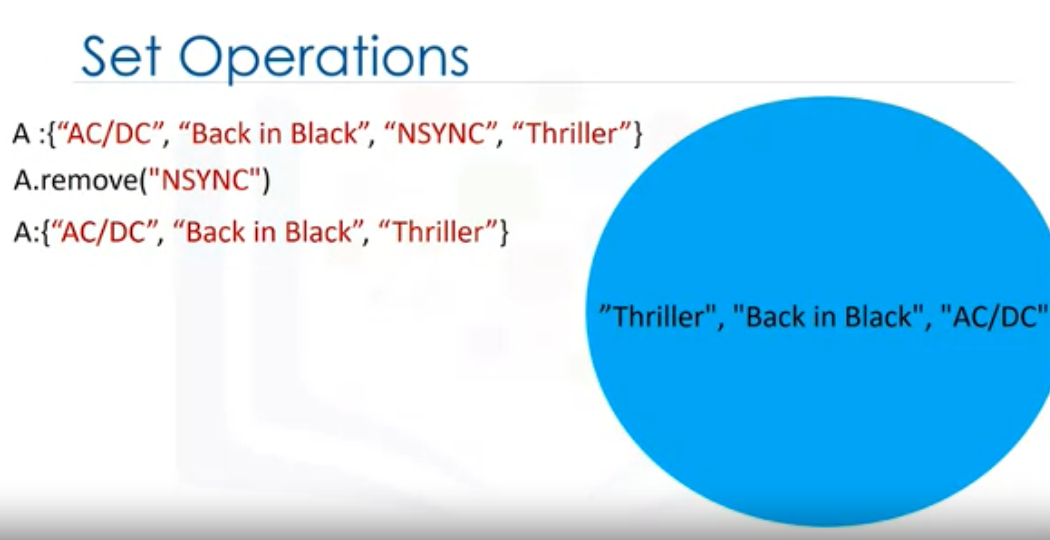 Set Operations
A :{“AC/DC”, “Back in Black”, “NSYNC”, “Thriller”}
A.remove("NSYNC")
A:{“AC/DC”, “Back in Black”, “Thriller”}
”Thriller", "Back in Black", "AC/DC"